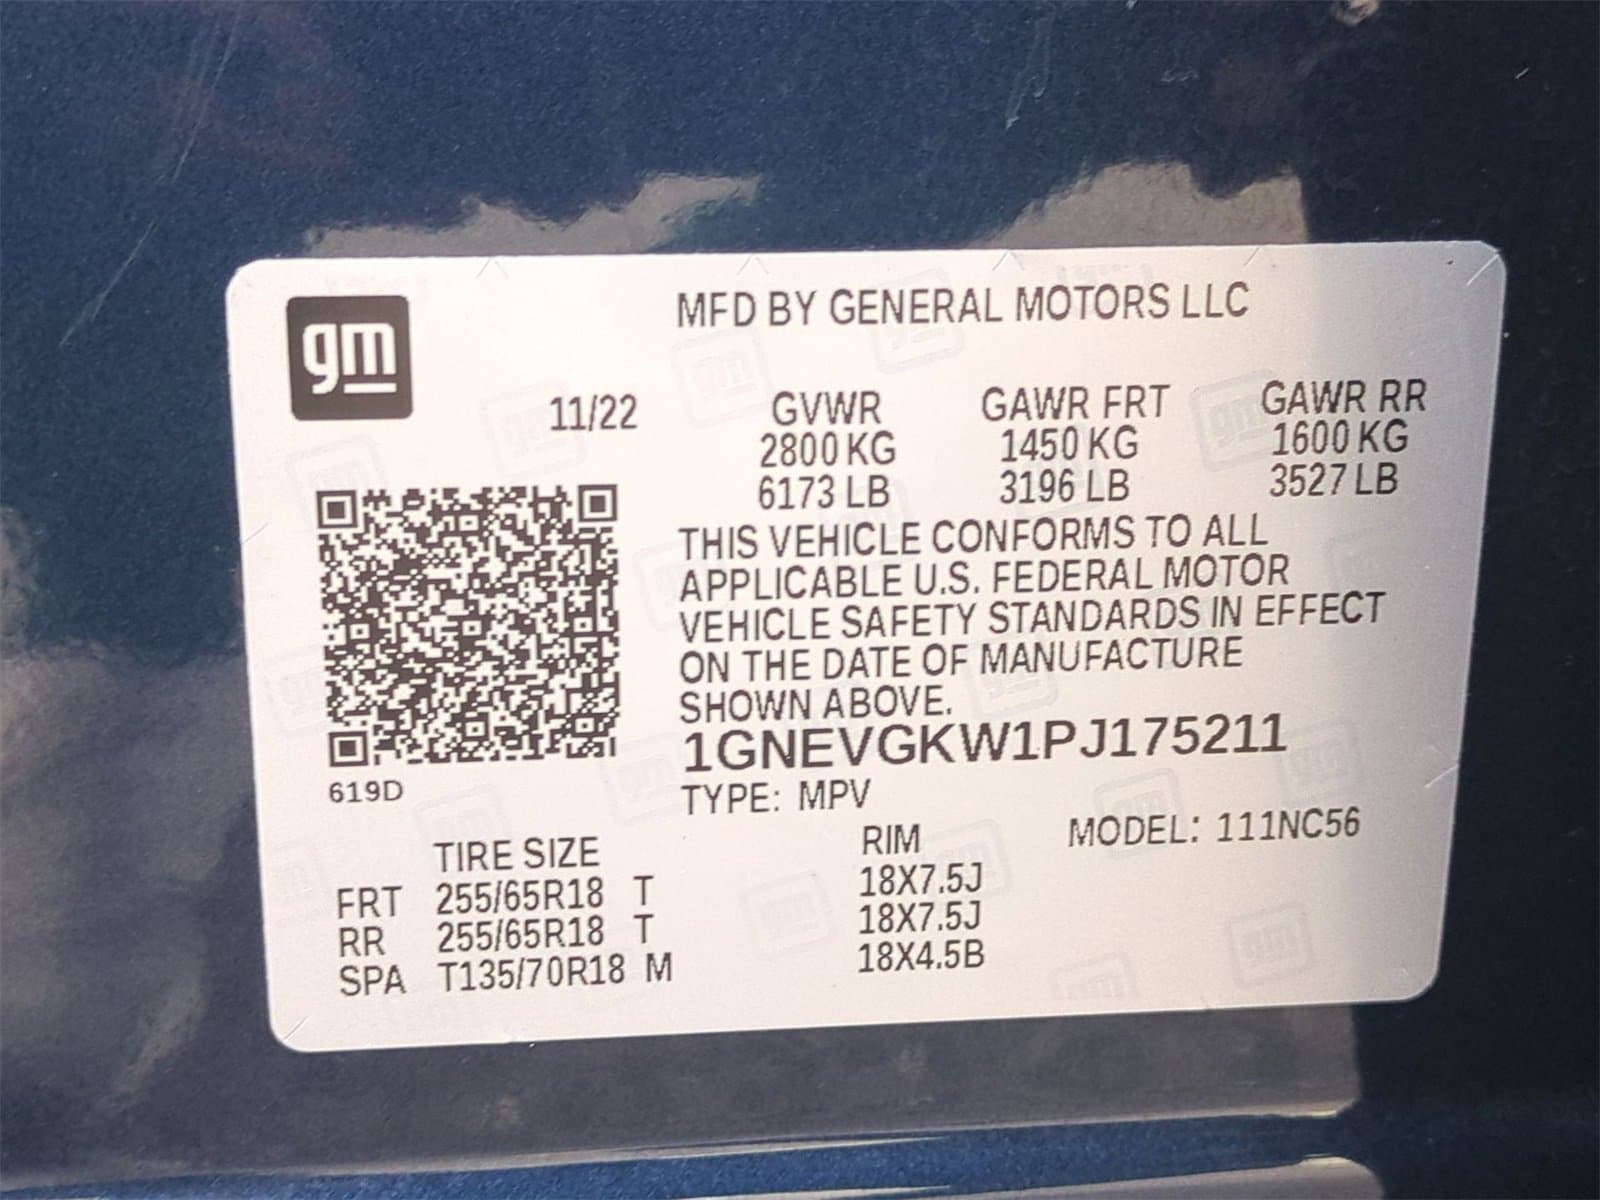 gm
MFD BY GENERAL MOTORS LLC
11/22 GVWR GAWR FRT GAWR RR
2800 KG 1450 KG 1600 KG
6173 LB 3196 LB 3527 LB
THIS VEHICLE CONFORMS TO ALL
APPLICABLE U.S. FEDERAL MOTOR
VEHICLE SAFETY STANDARDS IN EFFECT
ON THE DATE OF MANUFACTURE
SHOWN ABOVE.
1GNEVGKW1PJ175211
619D
TYPE: MPV
MODEL: 111NC56
TIRE SIZE RIM
FRT 255/65R18 T 18X7.5J
RR 255/65R18 T 18X7.5J
SPA T135/70R18 M 18X4.5B